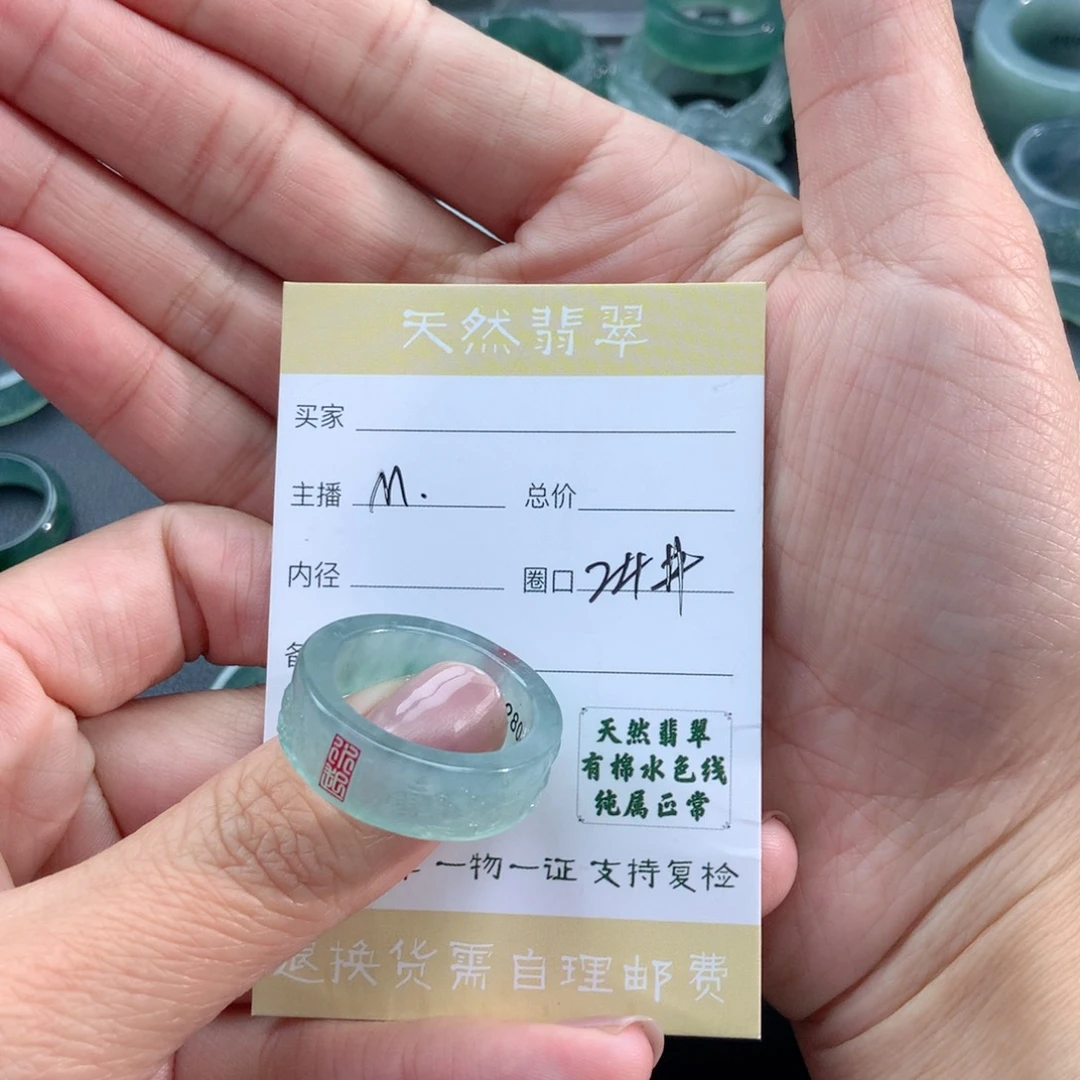 天然翡翠
买家
主播 M. 总价
内径 圈口 24#
备
天然翡翠
有棉水色线
纯属正常
一物一证 支持复检
退换货需自理邮费